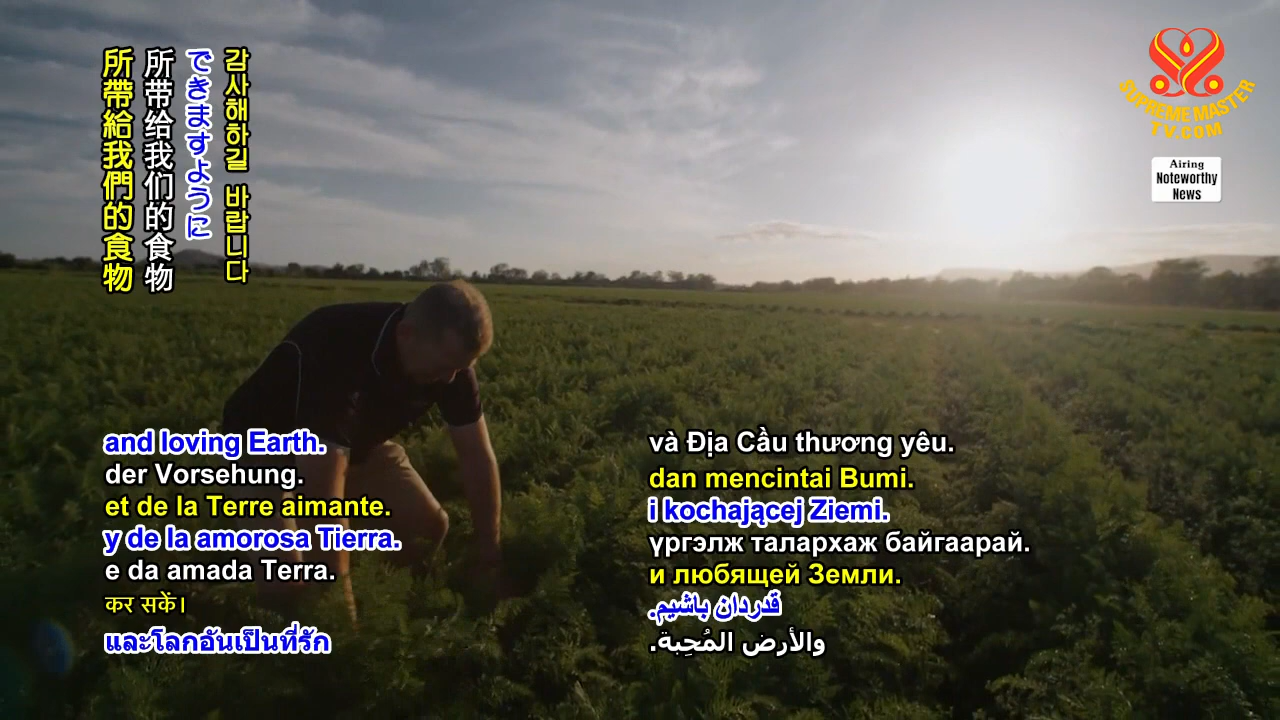 所帶給我們的食物
所带给我们的食物
できますように
감사해하길 바랍니다
SUPREME MASTER
TV.COM
Airing
Noteworthy
News
and loving Earth.
der Vorsehung.
et de la Terre aimante.
y de la amorosa Tierra.
e da amada Terra.
कर सकें।
และโลกอันเป็นที่รัก
và Địa Cầu thương yêu.
dan mencintai Bumi.
i kochającej Ziemi.
үргэлж талархаж байгаарай.
и любящей Земли.
قدردان باشیم.
والأرض المُحِبة.